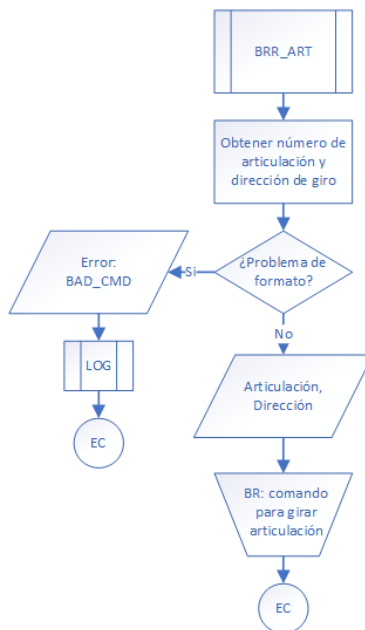 BRR_ART
Obtener número de
articulación y
dirección de giro
¿Problema de
formato?
Si
Error:
BAD_CMD
LOG
EC
No
Articulación,
Dirección
BR: comando
para girar
articulación
EC